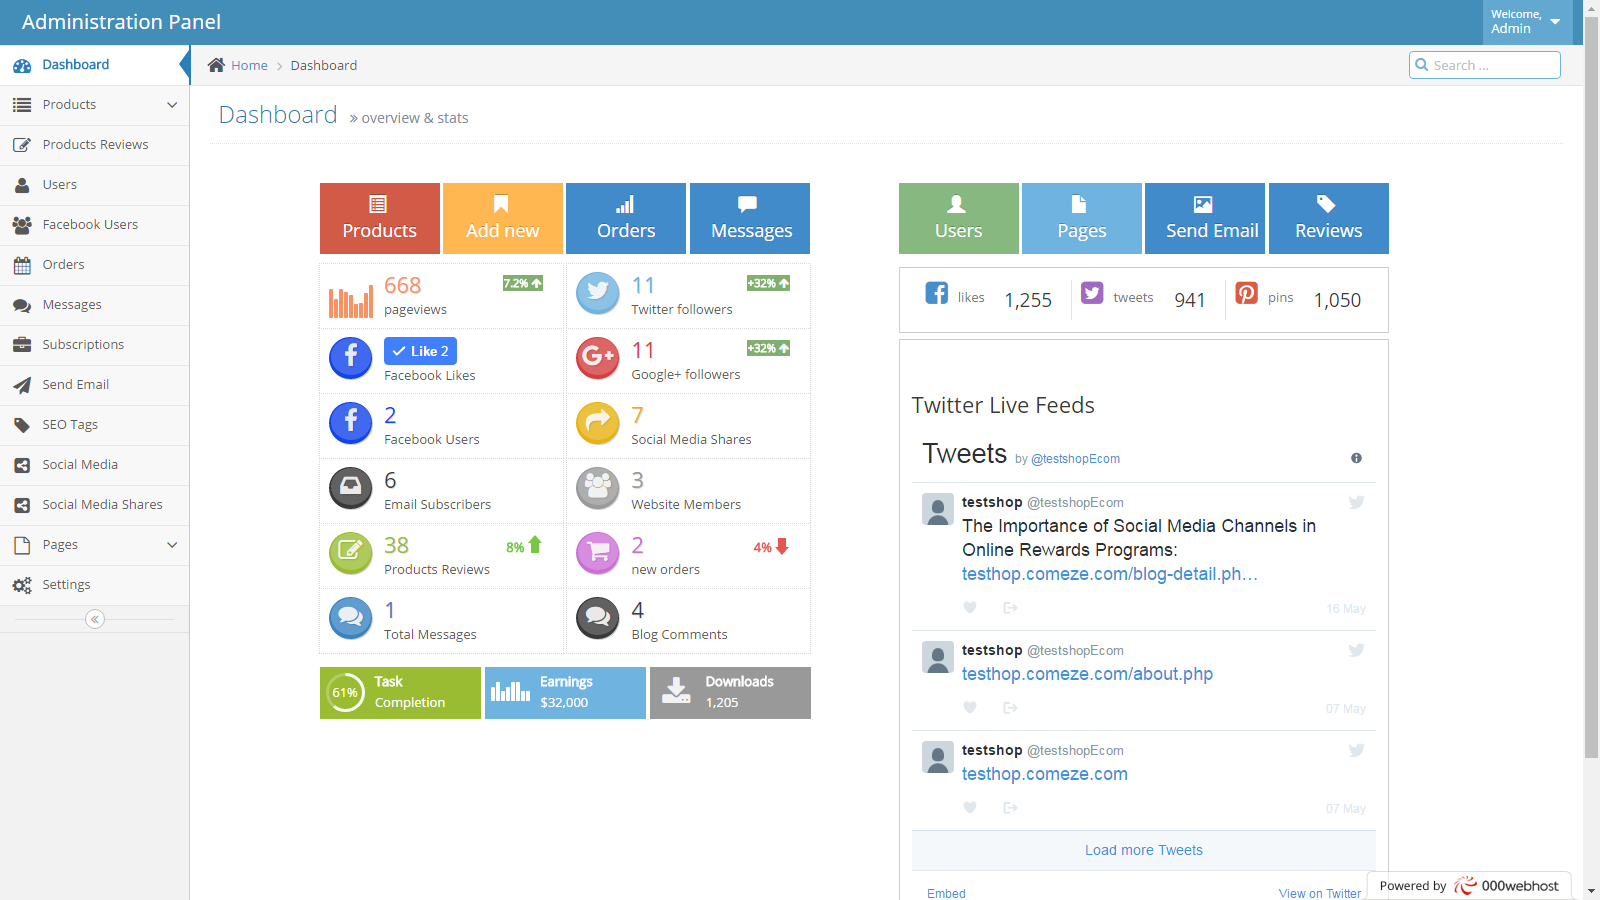 Administration Panel
Welcome,
Admin
Dashboard
Products
Products Reviews
Users
Facebook Users
Orders
Messages
Subscriptions
Send Email
SEO Tags
Social Media
Social Media Shares
Pages
Settings
Home
Dashboard
Search ...
Dashboard » overview & stats
Products
Add new
Orders
Messages
668
pageviews
7.2%
11
Twitter followers
+32%
Like 2
Facebook Likes
11
Google+ followers
+32%
2
Facebook Users
7
Social Media Shares
6
Email Subscribers
3
Website Members
38
Products Reviews
8%
2
new orders
4%
1
Total Messages
4
Blog Comments
61%
Task
Completion
Earnings
$32,000
Downloads
1,205
Users
Pages
Send Email
Reviews
likes 1,255
tweets 941
pins 1,050
Twitter Live Feeds
Tweets by @testshopEcom
testshop @testshopEcom
The Importance of Social Media Channels in
Online Rewards Programs:
testhop.comeze.com/blog-detail.ph…
16 May
testshop @testshopEcom
testhop.comeze.com/about.php
07 May
testshop @testshopEcom
testhop.comeze.com
07 May
Load more Tweets
Embed
View on Twitter
Powered by 000webhost